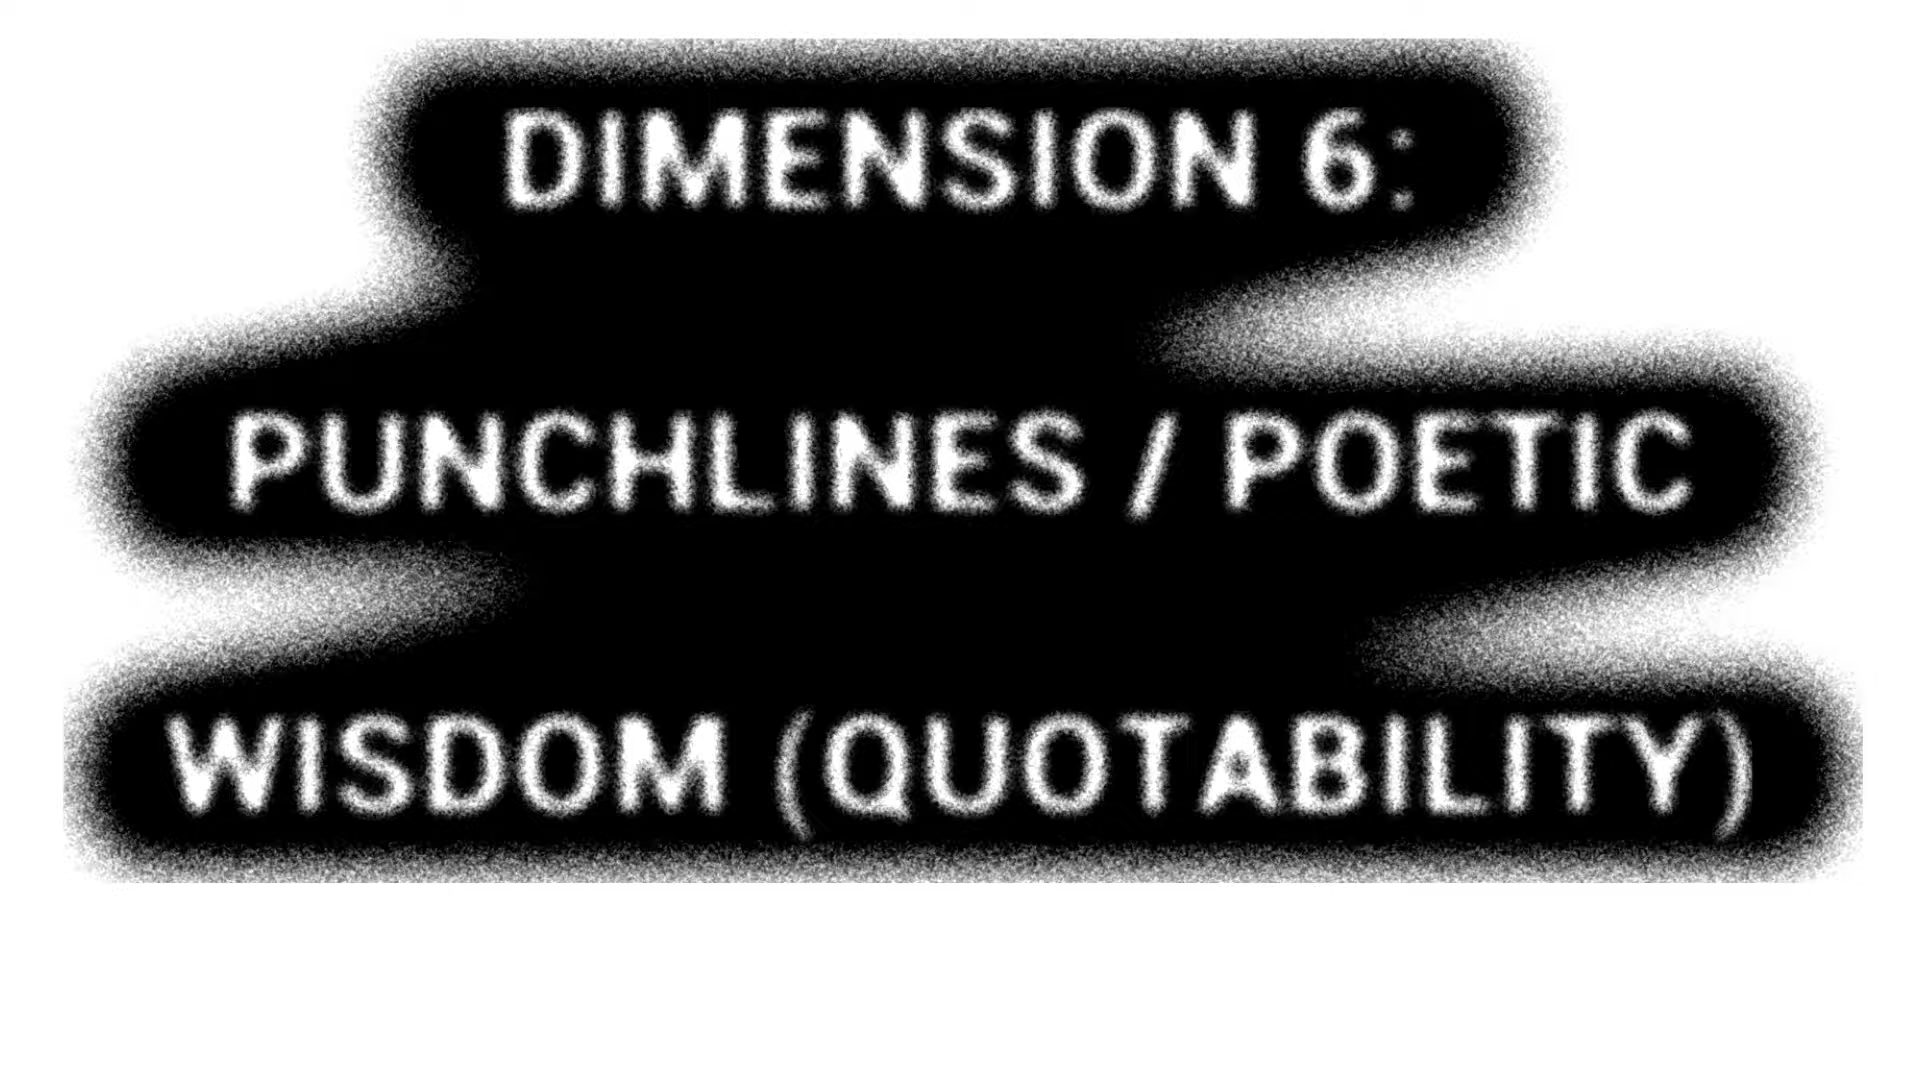 DIMENSION 6:
PUNCHLINES / POETIC
WISDOM (QUOTABILITY)